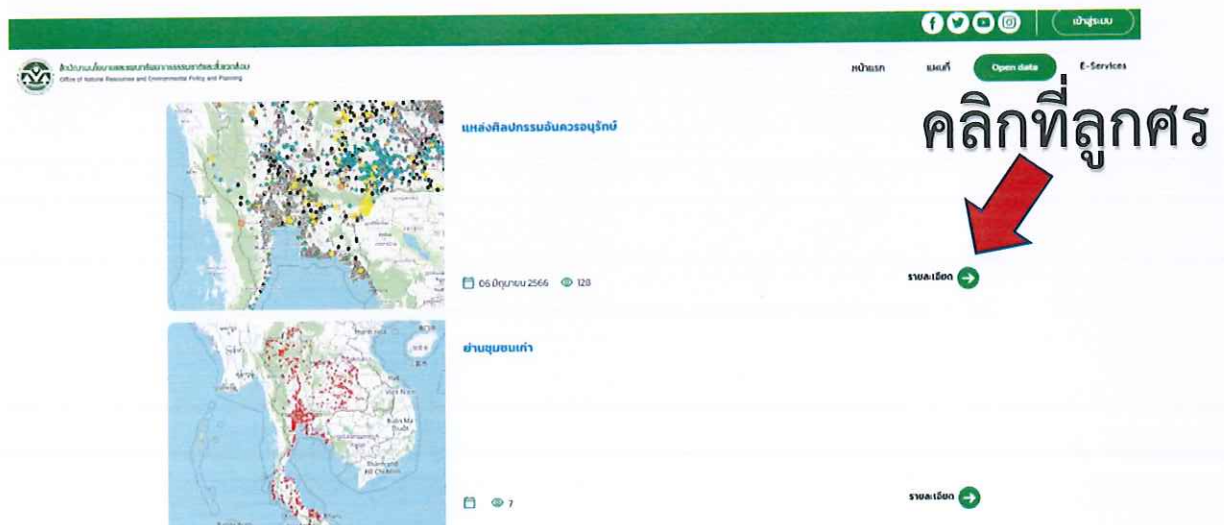 เข้าสู่ระบบ
สำนักงานนโยบายและแผนทรัพยากรธรรมชาติและสิ่งแวดล้อม
Office of Natural Resources and Environmental Policy and Planning
หน้าแรก แผนที่ Open data E-Services
คลิกที่ลูกศร
แหล่งศิลปกรรมอันควรอนุรักษ์
06 มิถุนายน 2566 128
รายละเอียด
ย่านชุมชนเก่า
7
รายละเอียด